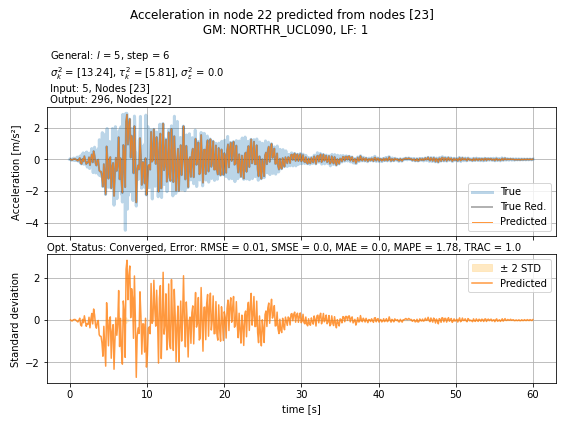 Acceleration in node 22 predicted from nodes [23]
GM: NORTHR_UCL090, LF: 1
General: l = 5, step = 6
σ²ₖ = [13.24], τ²ₖ = [5.81], σ²ε = 0.0
Input: 5, Nodes [23]
Output: 296, Nodes [22]
Acceleration [m/s²]
2
0
−2
−4
True
True Red.
Predicted
Opt. Status: Converged, Error: RMSE = 0.01, SMSE = 0.0, MAE = 0.0, MAPE = 1.78, TRAC = 1.0
Standard deviation
2
0
−2
± 2 STD
Predicted
0 10 20 30 40 50 60
time [s]